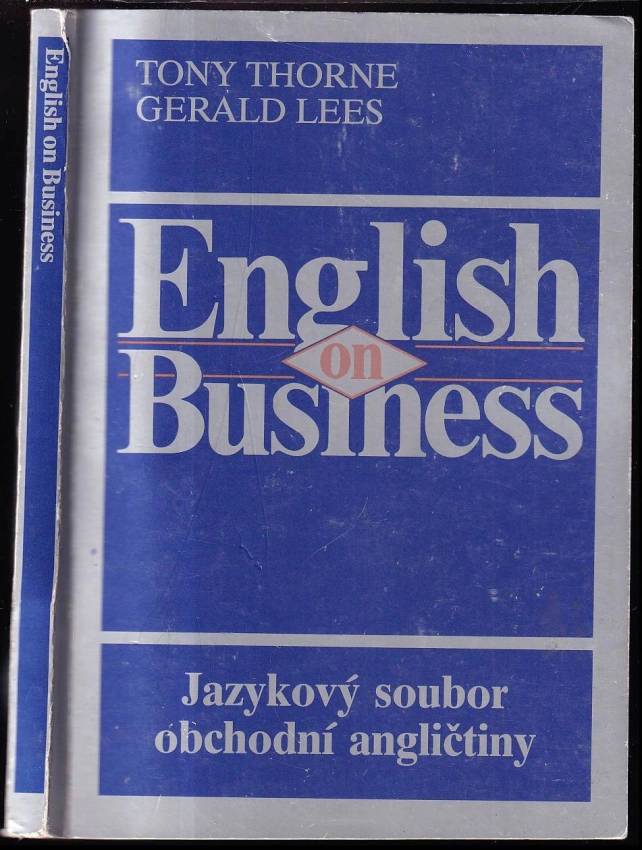 English on Business
TONY THORNE
GERALD LEES
English
on
Business
Jazykový soubor
obchodní angličtiny